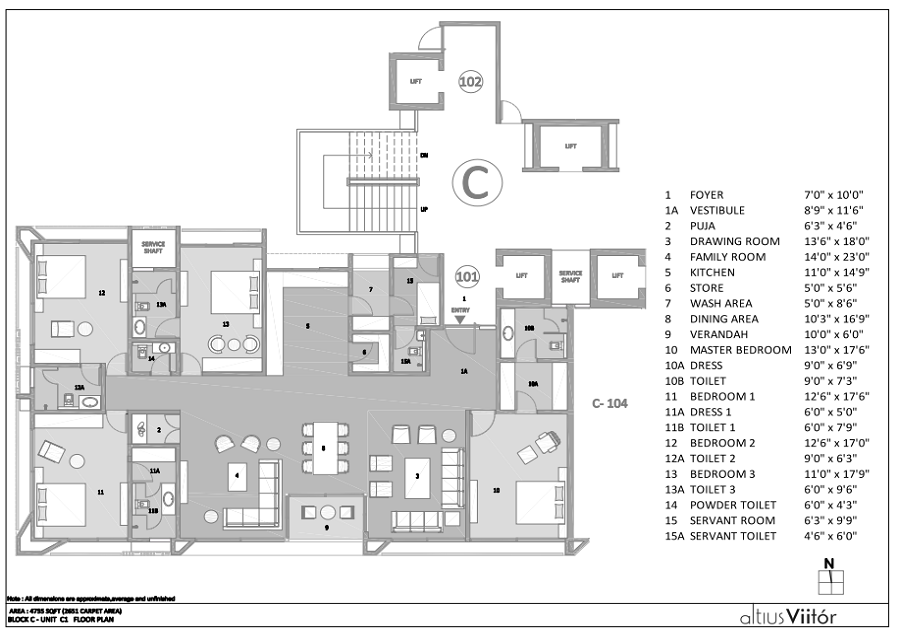 LIFT
102
LIFT
DN
C
UP
SERVICE SHAFT
101
1
ENTRY
LIFT
SERVICE SHAFT
LIFT
12
13A
13
14
5
7
15
6
15A
1A
10B
10A
C- 104
12A
2
11A
11
11B
4
8
3
9
10
1 FOYER 7'0" x 10'0"
1A VESTIBULE 8'9" x 11'6"
2 PUJA 6'3" x 4'6"
3 DRAWING ROOM 13'6" x 18'0"
4 FAMILY ROOM 14'0" x 23'0"
5 KITCHEN 11'0" x 14'9"
6 STORE 5'0" x 5'6"
7 WASH AREA 5'0" x 8'6"
8 DINING AREA 10'3" x 16'9"
9 VERANDAH 10'0" x 6'0"
10 MASTER BEDROOM 13'0" x 17'6"
10A DRESS 9'0" x 6'9"
10B TOILET 9'0" x 7'3"
11 BEDROOM 1 12'6" x 17'6"
11A DRESS 1 6'0" x 5'0"
11B TOILET 1 6'0" x 7'9"
12 BEDROOM 2 12'6" x 17'0"
12A TOILET 2 9'0" x 6'3"
13 BEDROOM 3 11'0" x 17'9"
13A TOILET 3 6'0" x 9'6"
14 POWDER TOILET 6'0" x 4'3"
15 SERVANT ROOM 6'3" x 9'9"
15A SERVANT TOILET 4'6" x 6'0"
N
Note : All dimensions are approximate,average and unfinished
AREA : 4735 SQFT (2651 CARPET AREA)
BLOCK C - UNIT C1 FLOOR PLAN
altius Viitór